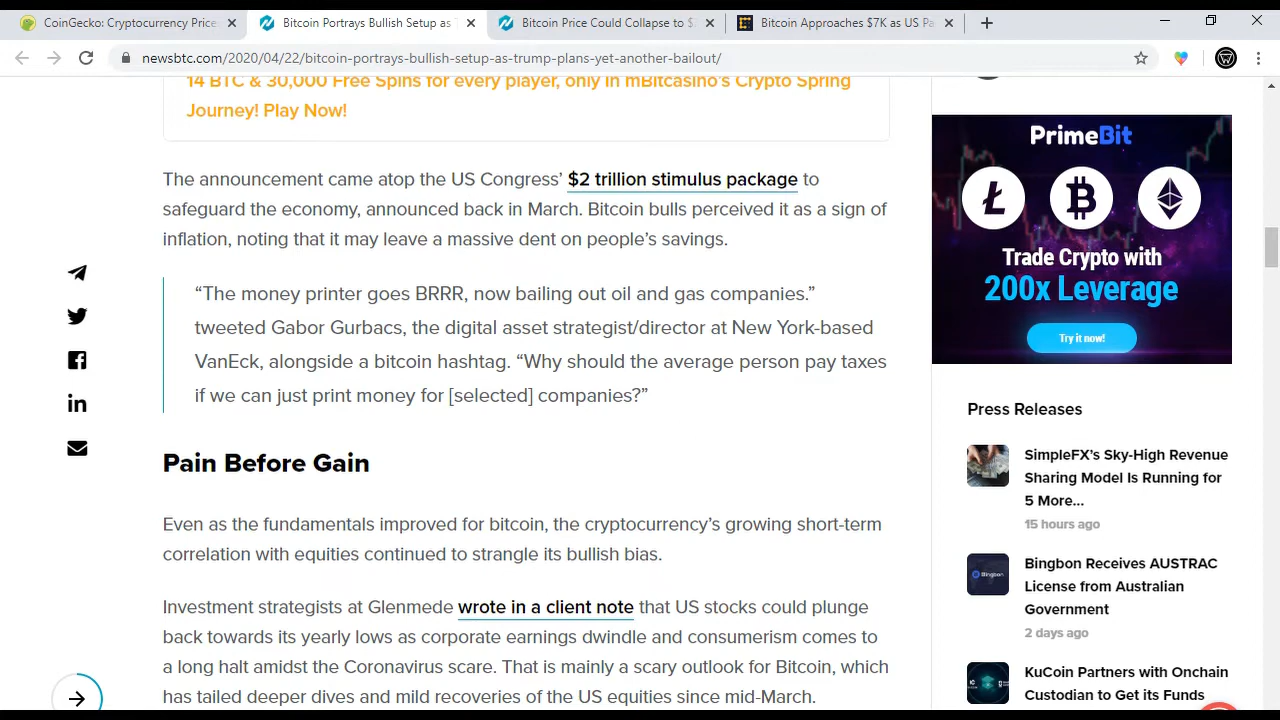 CoinGecko: Cryptocurrency Price
Bitcoin Portrays Bullish Setup as T
Bitcoin Price Could Collapse to $
Bitcoin Approaches $7K as US Pa
newsbtc.com/2020/04/22/bitcoin-portrays-bullish-setup-as-trump-plans-yet-another-bailout/
14 BTC & 30,000 Free Spins for every player, only in mBitcasino's Crypto Spring
Journey! Play Now!
The announcement came atop the US Congress' $2 trillion stimulus package to
safeguard the economy, announced back in March. Bitcoin bulls perceived it as a sign of
inflation, noting that it may leave a massive dent on people's savings.
“The money printer goes BRRR, now bailing out oil and gas companies.”
tweeted Gabor Gurbacs, the digital asset strategist/director at New York-based
VanEck, alongside a bitcoin hashtag. “Why should the average person pay taxes
if we can just print money for [selected] companies?”
Pain Before Gain
Even as the fundamentals improved for bitcoin, the cryptocurrency's growing short-term
correlation with equities continued to strangle its bullish bias.
Investment strategists at Glenmede wrote in a client note that US stocks could plunge
back towards its yearly lows as corporate earnings dwindle and consumerism comes to
a long halt amidst the Coronavirus scare. That is mainly a scary outlook for Bitcoin, which
has tailed deeper dives and mild recoveries of the US equities since mid-March.
PrimeBit
Trade Crypto with
200x Leverage
Try it now!
Press Releases
SimpleFX's Sky-High Revenue
Sharing Model Is Running for
5 More...
15 hours ago
Bingbon
Bingbon Receives AUSTRAC
License from Australian
Government
2 days ago
KuCoin Partners with Onchain
Custodian to Get its Funds